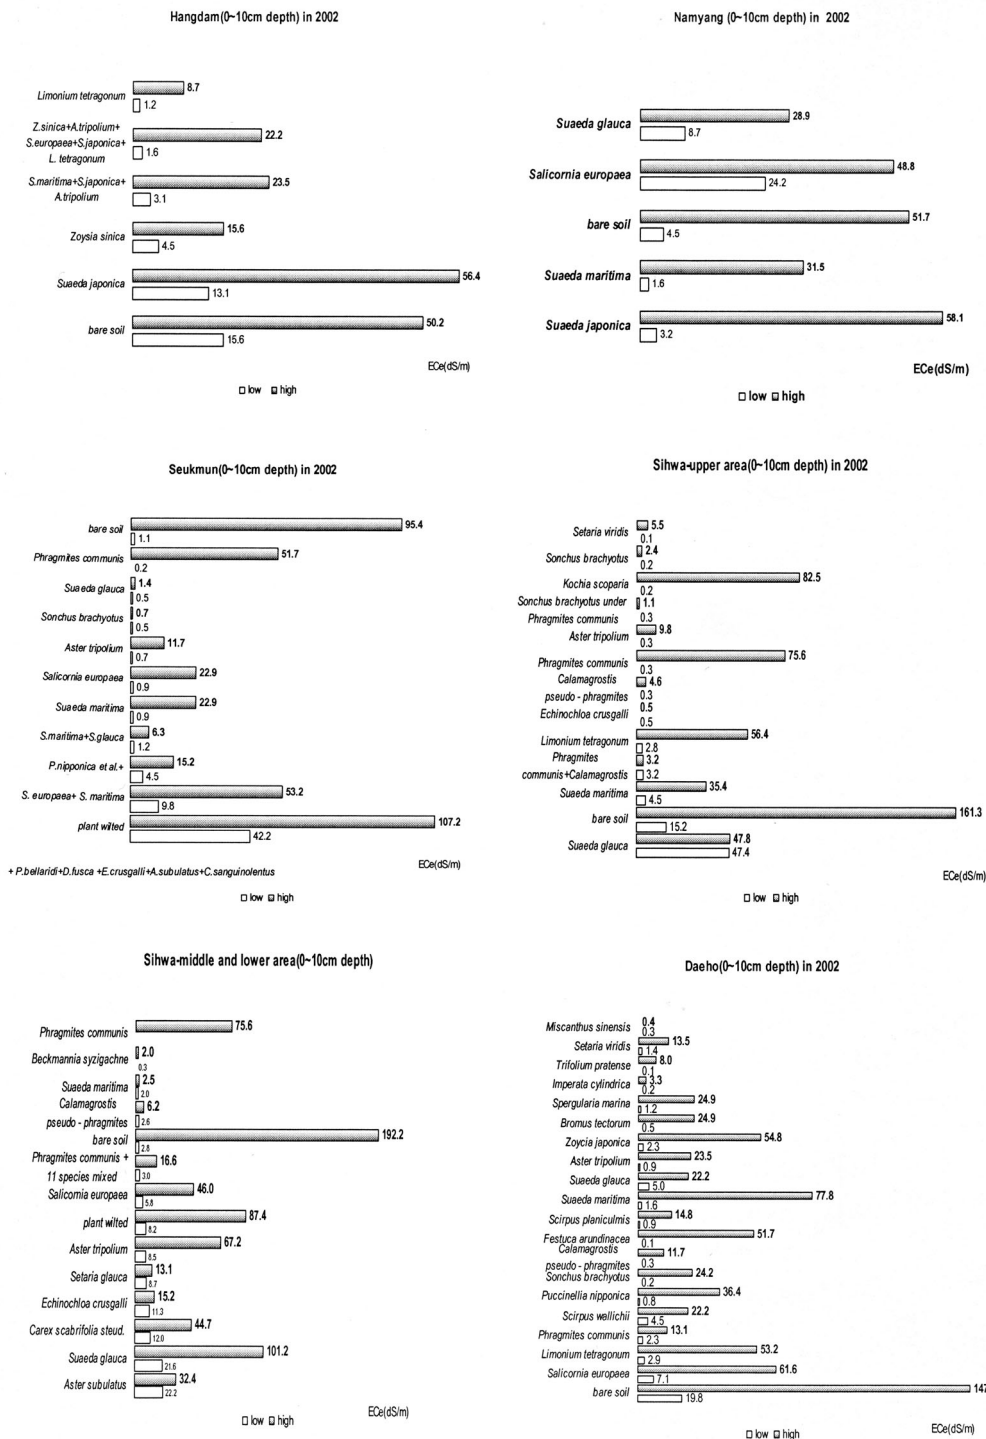 Hangdam(0~10cm depth) in 2002
Limonium tetragonum
8.7
1.2
Z.sinica+A.tripolium+
S.europaea+S.japonica+
L. tetragonum
22.2
1.6
S.maritima+S.japonica+
A.tripolium
23.5
3.1
Zoysia sinica
15.6
4.5
Suaeda japonica
56.4
13.1
bare soil
50.2
15.6
ECe(dS/m)
low high
Namyang (0~10cm depth) in 2002
Suaeda glauca
28.9
8.7
Salicornia europaea
48.8
24.2
bare soil
51.7
4.5
Suaeda maritima
31.5
1.6
Suaeda japonica
58.1
3.2
ECe(dS/m)
low high
Seukmun(0~10cm depth) in 2002
bare soil
95.4
1.1
Phragmites communis
51.7
0.2
Suaeda glauca
1.4
0.5
Sonchus brachyotus
0.7
0.5
Aster tripolium
11.7
0.7
Salicornia europaea
22.9
0.9
Suaeda maritima
22.9
0.9
S.maritima+S.glauca
6.3
1.2
P.nipponica et al.+
15.2
4.5
S. europaea+ S. maritima
53.2
9.8
plant wilted
107.2
42.2
ECe(dS/m)
+ P.bellaridi+D.fusca +E.crusgalli+A.subulatus+C.sanguinolentus
low high
Sihwa-upper area(0~10cm depth) in 2002
Setaria viridis
5.5
0.1
Sonchus brachyotus
2.4
0.2
Kochia scoparia
82.5
0.2
Sonchus brachyotus under
Phragmites communis
1.1
0.3
Aster tripolium
9.8
0.3
Phragmites communis
75.6
0.3
Calamagrostis
pseudo - phragmites
4.6
0.3
Echinochloa crusgalli
0.5
0.5
Limonium tetragonum
56.4
2.8
Phragmites
communis+Calamagrostis
3.2
3.2
Suaeda maritima
35.4
4.5
bare soil
161.3
15.2
Suaeda glauca
47.8
47.4
ECe(dS/m)
low high
Sihwa-middle and lower area(0~10cm depth)
Phragmites communis
75.6
Beckmannia syzigachne
2.0
0.3
Suaeda maritima
2.5
2.0
Calamagrostis
pseudo - phragmites
6.2
2.6
bare soil
192.2
2.8
Phragmites communis +
11 species mixed
16.6
3.0
Salicornia europaea
46.0
5.8
plant wilted
87.4
8.2
Aster tripolium
67.2
8.5
Setaria glauca
13.1
8.7
Echinochloa crusgalli
15.2
11.3
Carex scabrifolia steud.
44.7
12.0
Suaeda glauca
101.2
21.6
Aster subulatus
32.4
22.2
ECe(dS/m)
low high
Daeho(0~10cm depth) in 2002
Miscanthus sinensis
0.4
0.3
Setaria viridis
13.5
1.4
Trifolium pratense
8.0
0.1
Imperata cylindrica
3.3
0.2
Spergularia marina
24.9
1.2
Bromus tectorum
24.9
0.5
Zoycia japonica
54.8
2.3
Aster tripolium
23.5
0.9
Suaeda glauca
22.2
5.0
Suaeda maritima
77.8
1.6
Scirpus planiculmis
14.8
0.9
Festuca arundinacea
51.7
0.1
Calamagrostis
pseudo - phragmites
11.7
0.3
Sonchus brachyotus
24.2
0.2
Puccinellia nipponica
36.4
0.8
Scirpus wallichii
22.2
4.5
Phragmites communis
13.1
2.3
Limonium tetragonum
53.2
2.9
Salicornia europaea
61.6
7.1
bare soil
147
19.8
ECe(dS/m)
low high